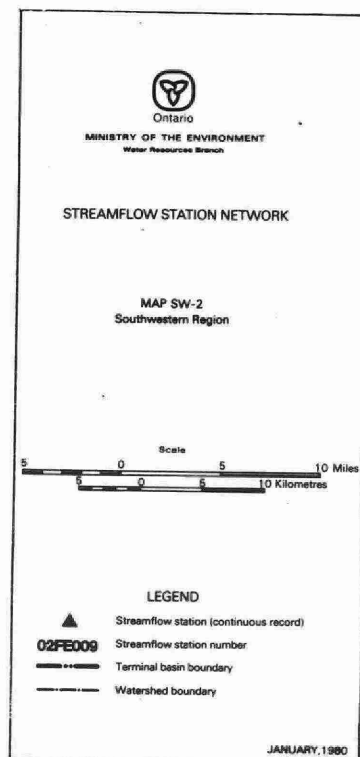 Ontario
MINISTRY OF THE ENVIRONMENT
Water Resources Branch
STREAMFLOW STATION NETWORK
MAP SW-2
Southwestern Region
Scale
5 0 5 10 Miles
5 0 5 10 Kilometres
LEGEND
Streamflow station (continuous record)
02FE009 Streamflow station number
Terminal basin boundary
Watershed boundary
JANUARY, 1980